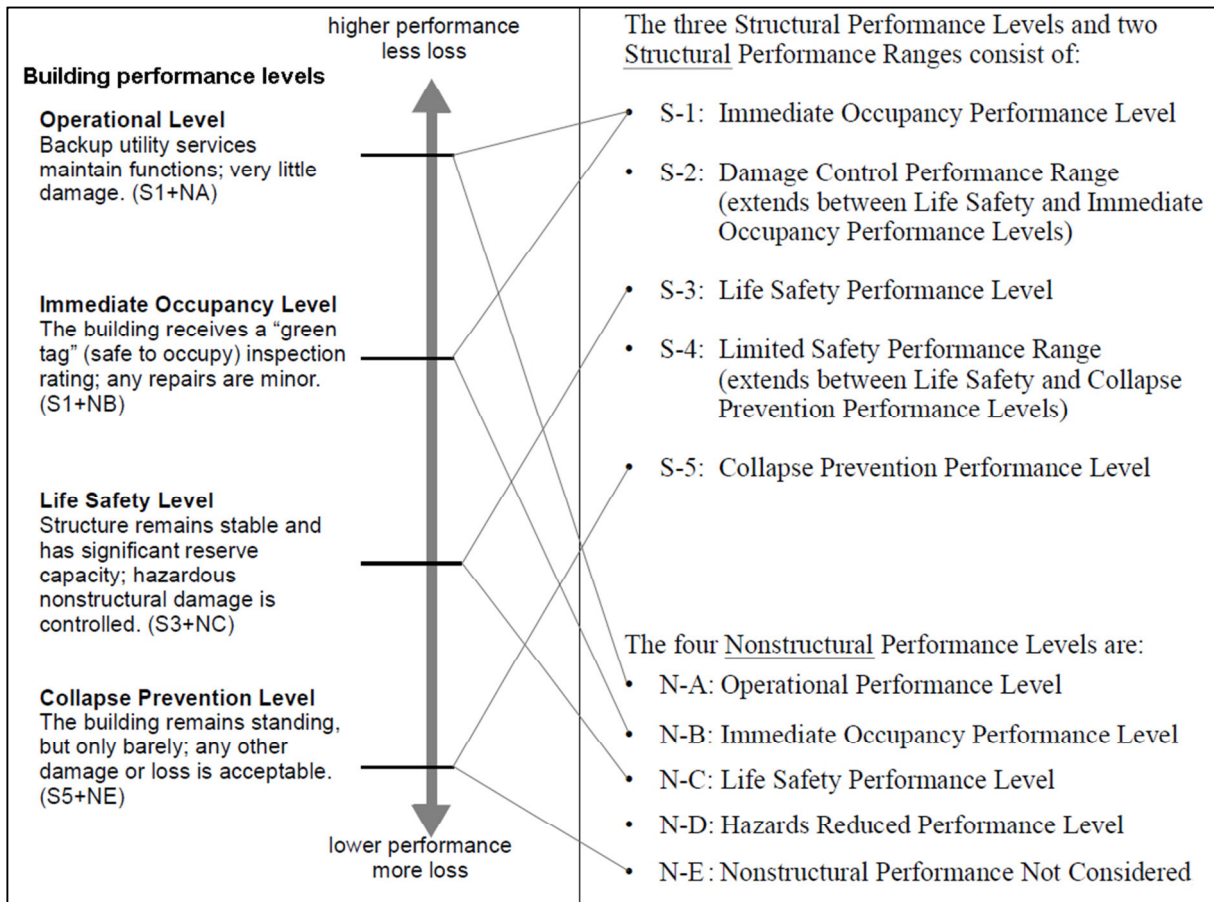 higher performance
less loss
Building performance levels
Operational Level
Backup utility services
maintain functions; very little
damage. (S1+NA)
Immediate Occupancy Level
The building receives a “green
tag” (safe to occupy) inspection
rating; any repairs are minor.
(S1+NB)
Life Safety Level
Structure remains stable and
has significant reserve
capacity; hazardous
nonstructural damage is
controlled. (S3+NC)
Collapse Prevention Level
The building remains standing,
but only barely; any other
damage or loss is acceptable.
(S5+NE)
lower performance
more loss
The three Structural Performance Levels and two
Structural Performance Ranges consist of:
• S-1: Immediate Occupancy Performance Level
• S-2: Damage Control Performance Range
(extends between Life Safety and Immediate
Occupancy Performance Levels)
• S-3: Life Safety Performance Level
• S-4: Limited Safety Performance Range
(extends between Life Safety and Collapse
Prevention Performance Levels)
• S-5: Collapse Prevention Performance Level
The four Nonstructural Performance Levels are:
• N-A: Operational Performance Level
• N-B: Immediate Occupancy Performance Level
• N-C: Life Safety Performance Level
• N-D: Hazards Reduced Performance Level
• N-E: Nonstructural Performance Not Considered